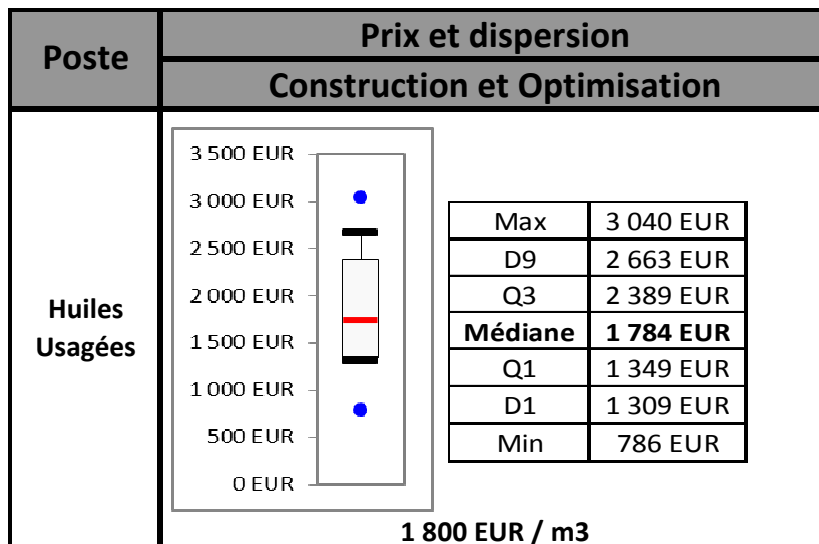 Poste
Prix et dispersion
Construction et Optimisation
Huiles
Usagées
3 500 EUR
3 000 EUR
2 500 EUR
2 000 EUR
1 500 EUR
1 000 EUR
500 EUR
0 EUR
Max 3 040 EUR
D9 2 663 EUR
Q3 2 389 EUR
Médiane 1 784 EUR
Q1 1 349 EUR
D1 1 309 EUR
Min 786 EUR
1 800 EUR / m3